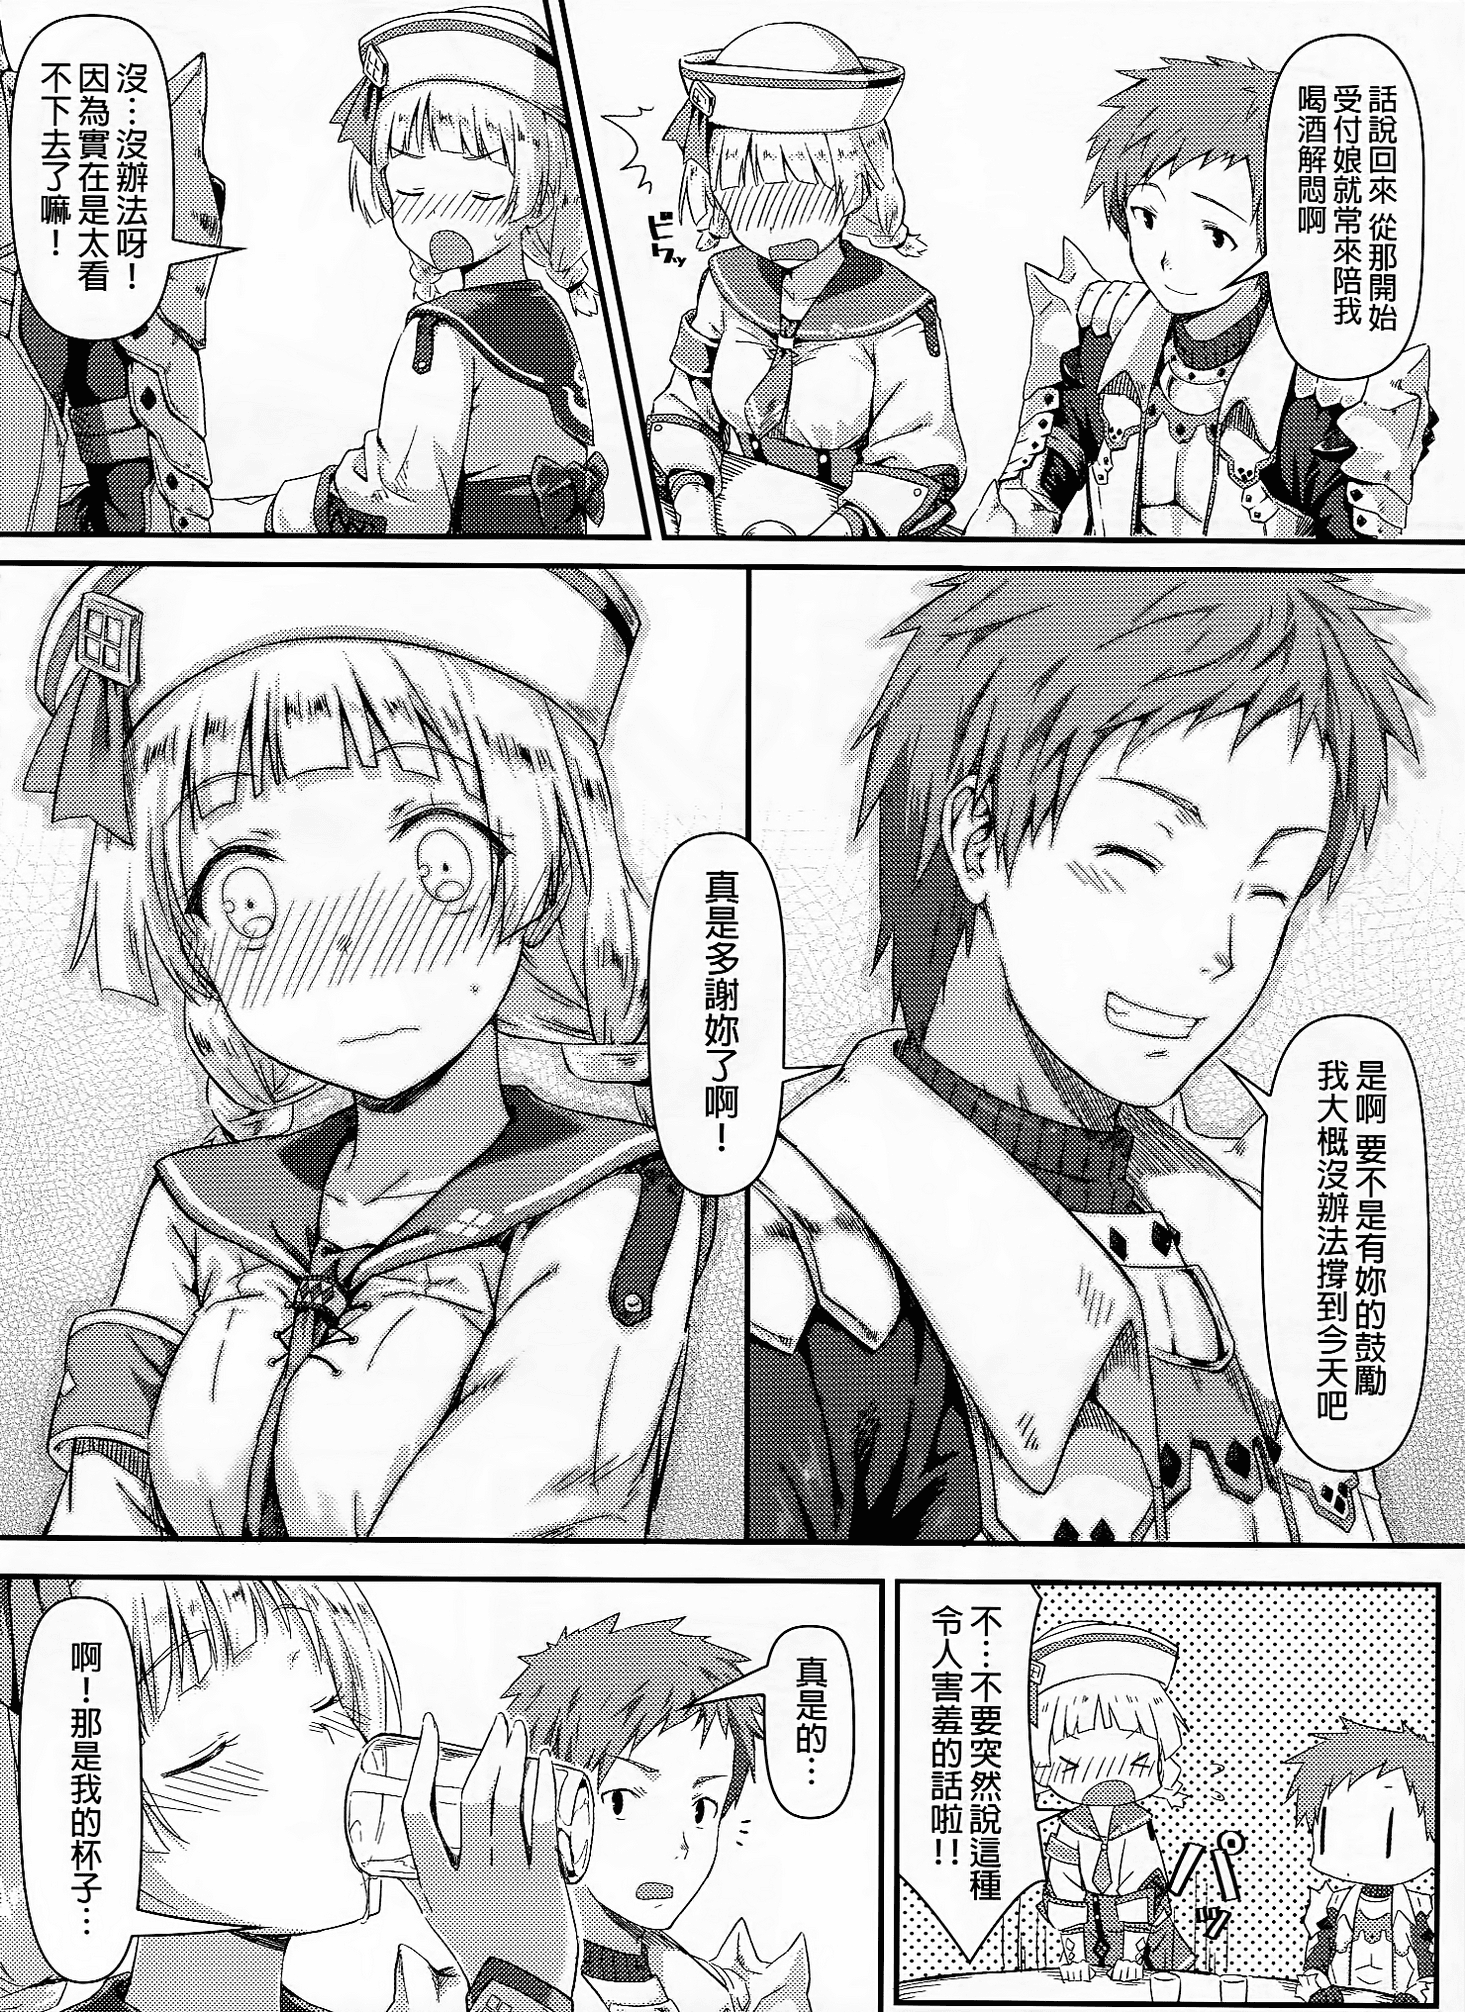 話說回來 從那開始
受付娘就常來陪我
喝酒解悶啊
ビクッ
沒…沒辦法呀！
因為實在是太看
不下去了嘛！
是啊 要不是有妳的鼓勵
我大概沒辦法撐到今天吧
真是多謝妳了啊！
不…不要突然說這種
令人害羞的話啦!!
パッ
真是的…
啊！那是我的杯子…